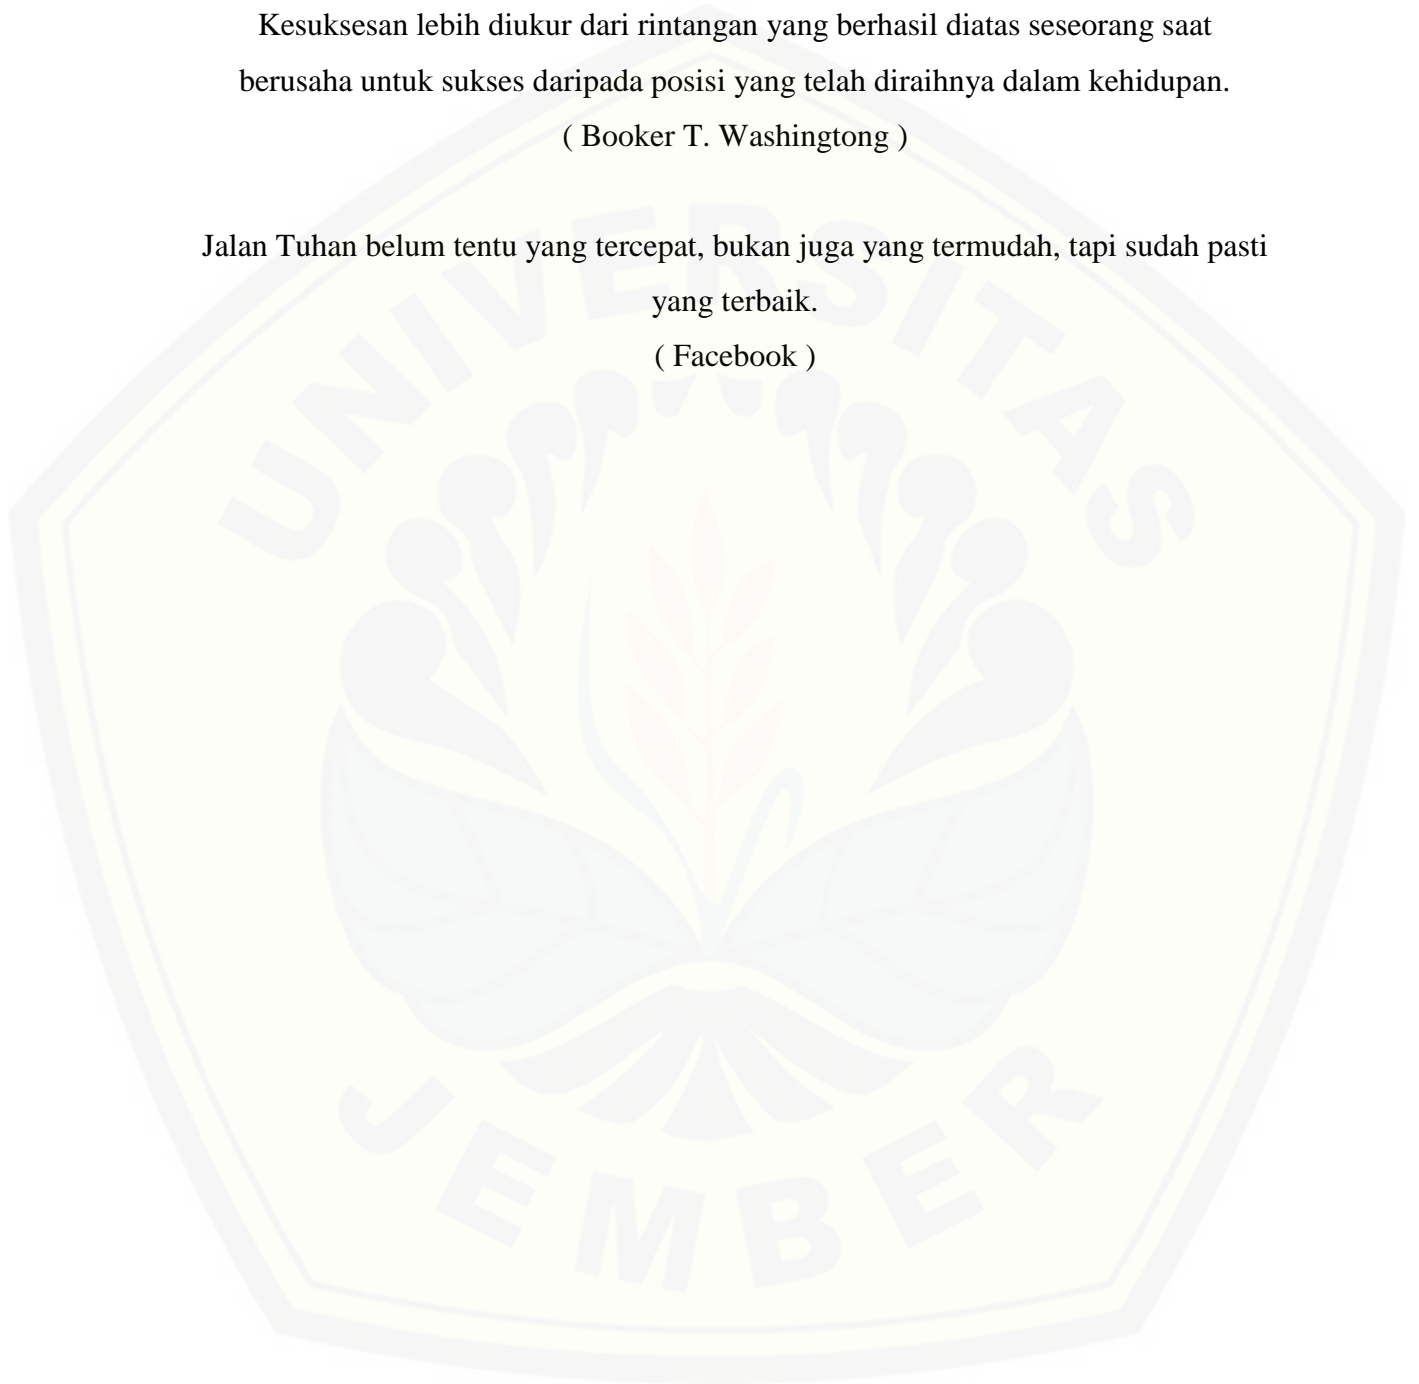 Kesuksesan lebih diukur dari rintangan yang berhasil diatas seseorang saat
berusaha untuk sukses daripada posisi yang telah diraihnya dalam kehidupan.
( Booker T. Washingtong )
Jalan Tuhan belum tentu yang tercepat, bukan juga yang termudah, tapi sudah pasti
yang terbaik.
( Facebook )
UNIVERSITAS
JEMBER